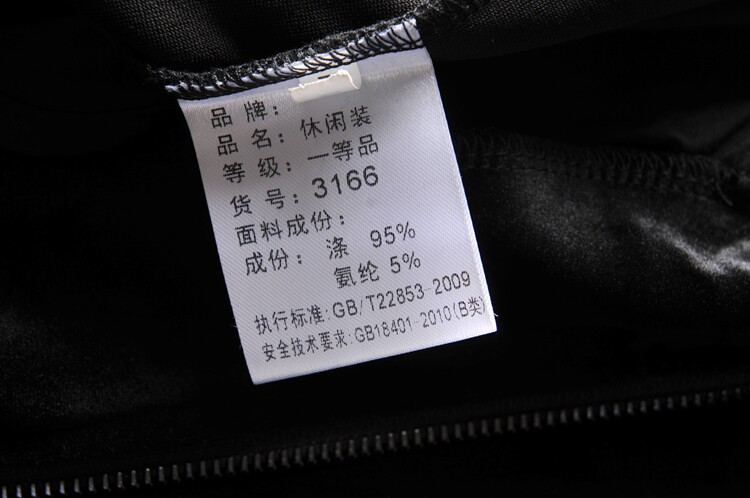 品 牌：
品 名：休闲装
等 级：一等品
货 号：3166
面料成份：
成份： 涤 95%
氨纶 5%
执行标准:GB/T22853-2009
安全技术要求:GB18401-2010(B类)